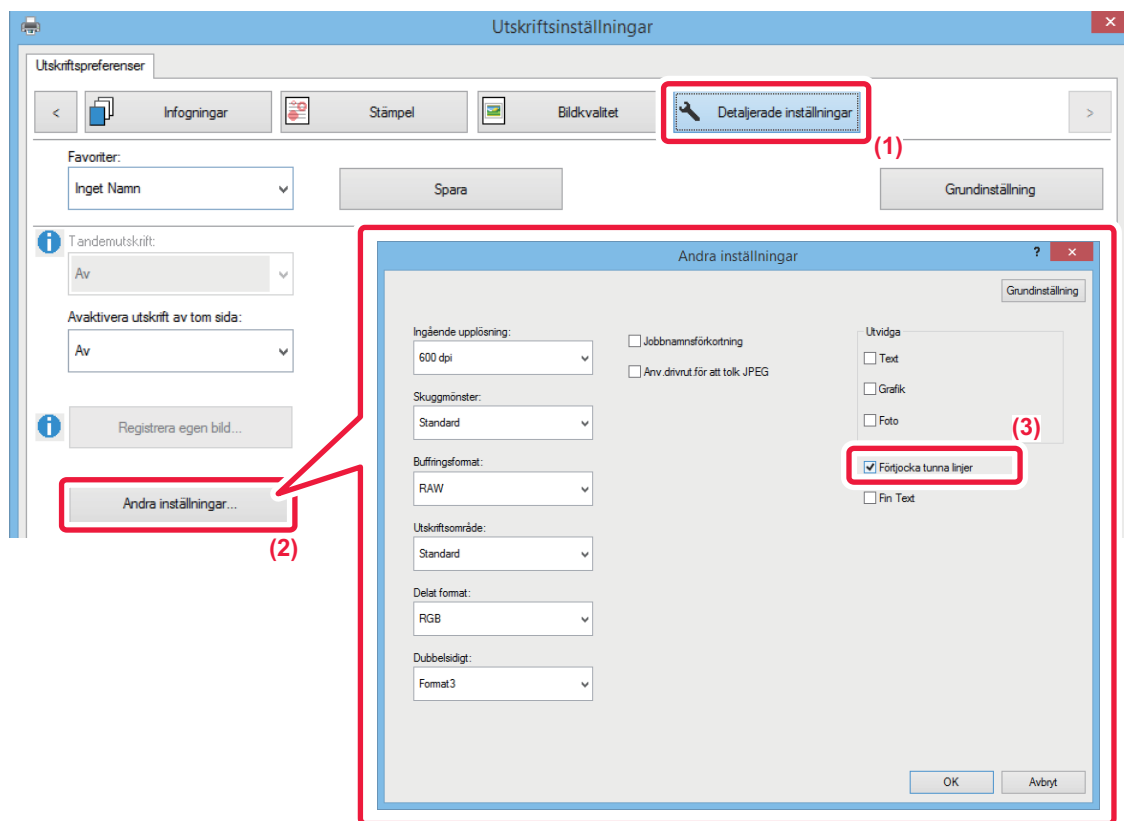 Utskriftsinställningar
Utskriftspreferenser
< Infogningar Stämpel Bildkvalitet Detaljerade inställningar >
(1)
Favoriter:
Inget Namn Spara Grundinställning
Tandemutskrift:
Av
Avaktivera utskrift av tom sida:
Av
Registrera egen bild...
Andra inställningar...
(2)
Andra inställningar ?
Grundinställning
Ingående upplösning:
600 dpi
Skuggmönster:
Standard
Buffringsformat:
RAW
Utskriftsområde:
Standard
Delat format:
RGB
Dubbelsidigt:
Format3
Jobbnamnsförkortning
Anv.drivrut.för att tolk JPEG
Utvidga
Text
Grafik
Foto
(3)
Förtjocka tunna linjer
Fin Text
OK Avbryt